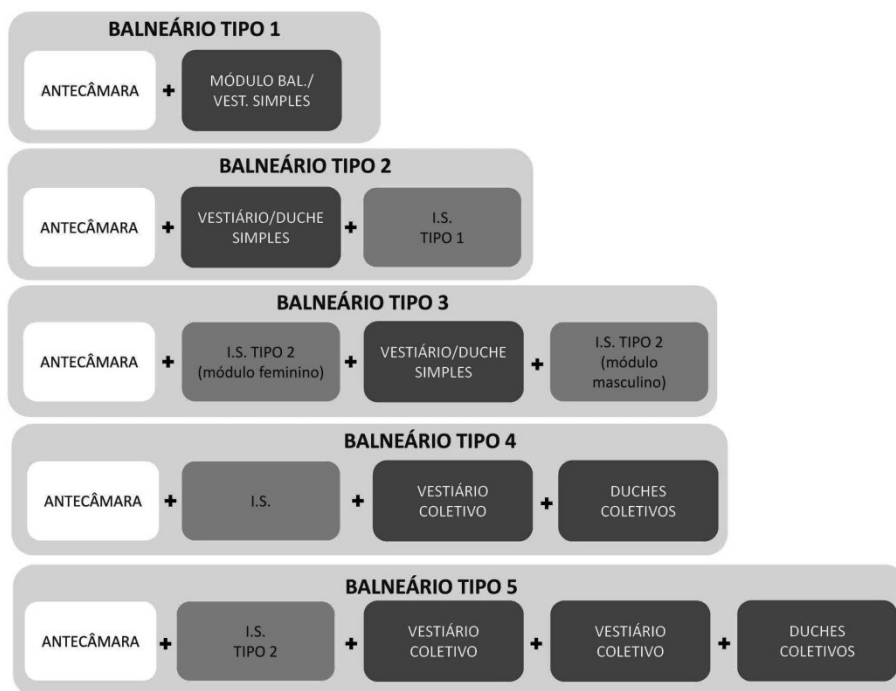 BALNEÁRIO TIPO 1
ANTECÂMARA
+
MÓDULO BAL./
VEST. SIMPLES
BALNEÁRIO TIPO 2
ANTECÂMARA
+
VESTIÁRIO/DUCHE
SIMPLES
+
I.S.
TIPO 1
BALNEÁRIO TIPO 3
ANTECÂMARA
+
I.S. TIPO 2
(módulo feminino)
+
VESTIÁRIO/DUCHE
SIMPLES
+
I.S. TIPO 2
(módulo
masculino)
BALNEÁRIO TIPO 4
ANTECÂMARA
+
I.S.
+
VESTIÁRIO
COLETIVO
+
DUCHES
COLETIVOS
BALNEÁRIO TIPO 5
ANTECÂMARA
+
I.S.
TIPO 2
+
VESTIÁRIO
COLETIVO
+
VESTIÁRIO
COLETIVO
+
DUCHES
COLETIVOS